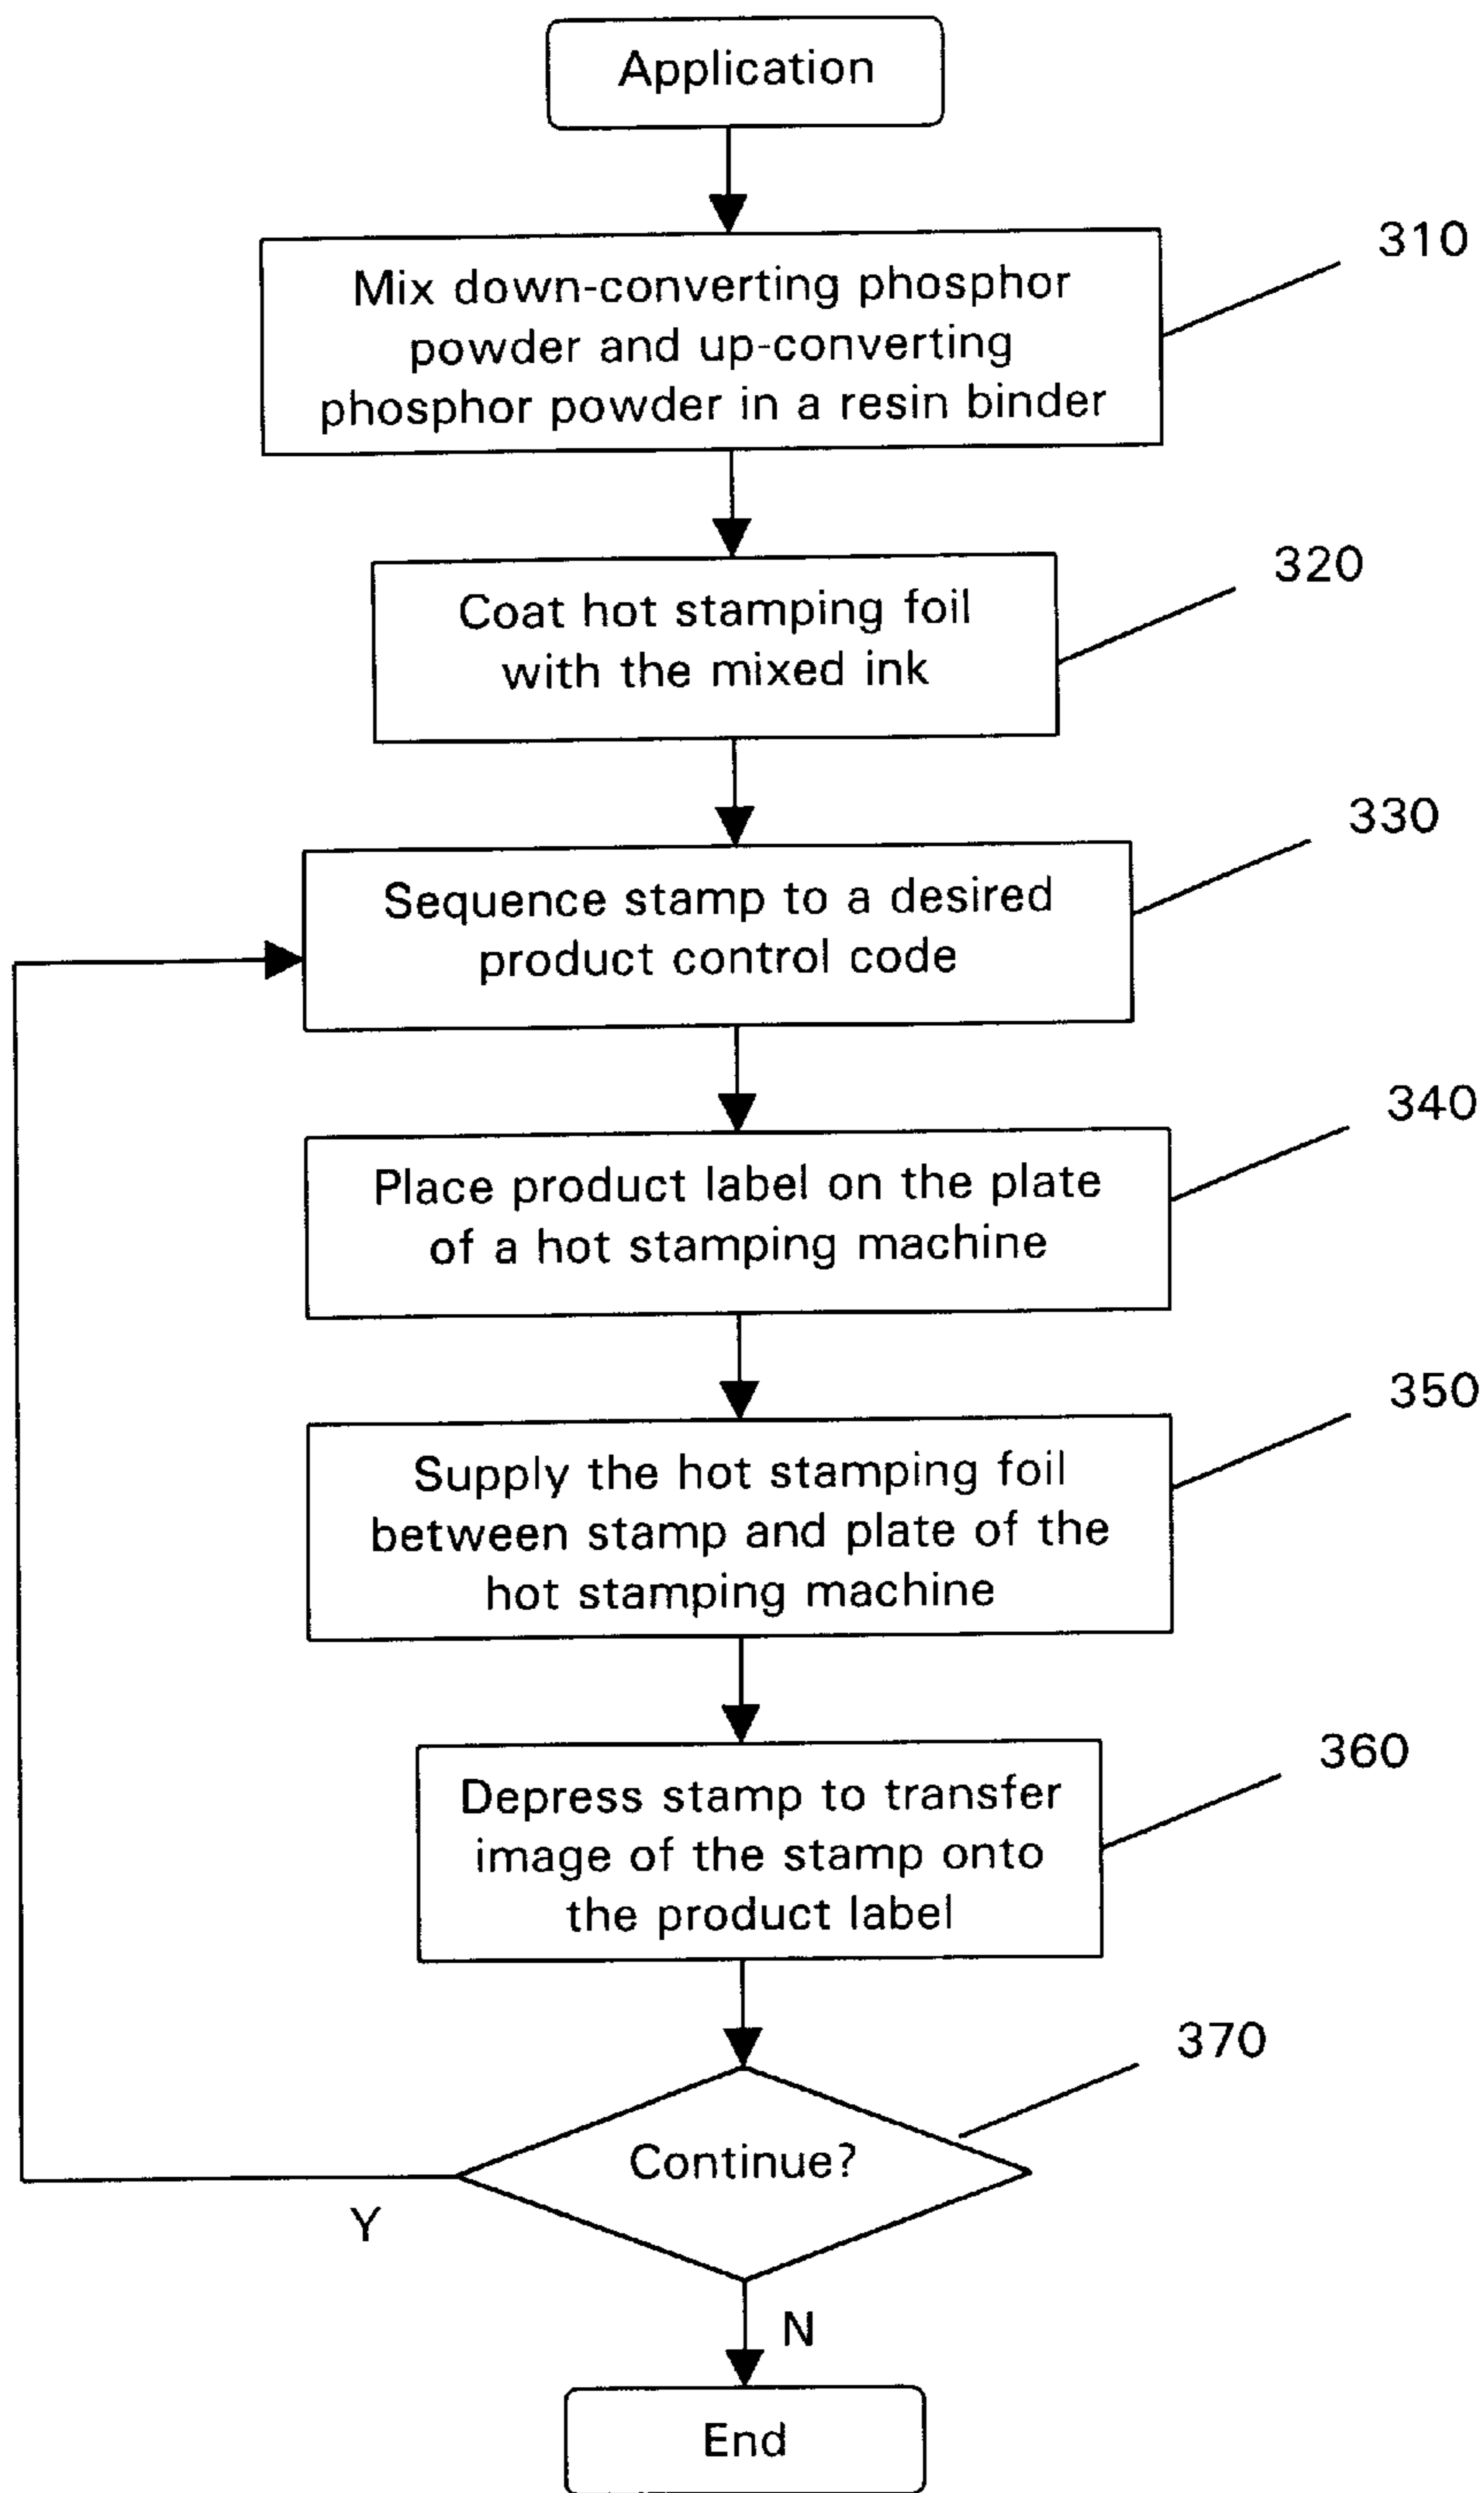 Application
310
Mix down-converting phosphor
powder and up-converting
phosphor powder in a resin binder
320
Coat hot stamping foil
with the mixed ink
330
Sequence stamp to a desired
product control code
340
Place product label on the plate
of a hot stamping machine
350
Supply the hot stamping foil
between stamp and plate of the
hot stamping machine
360
Depress stamp to transfer
image of the stamp onto
the product label
370
Continue?
Y
N
End